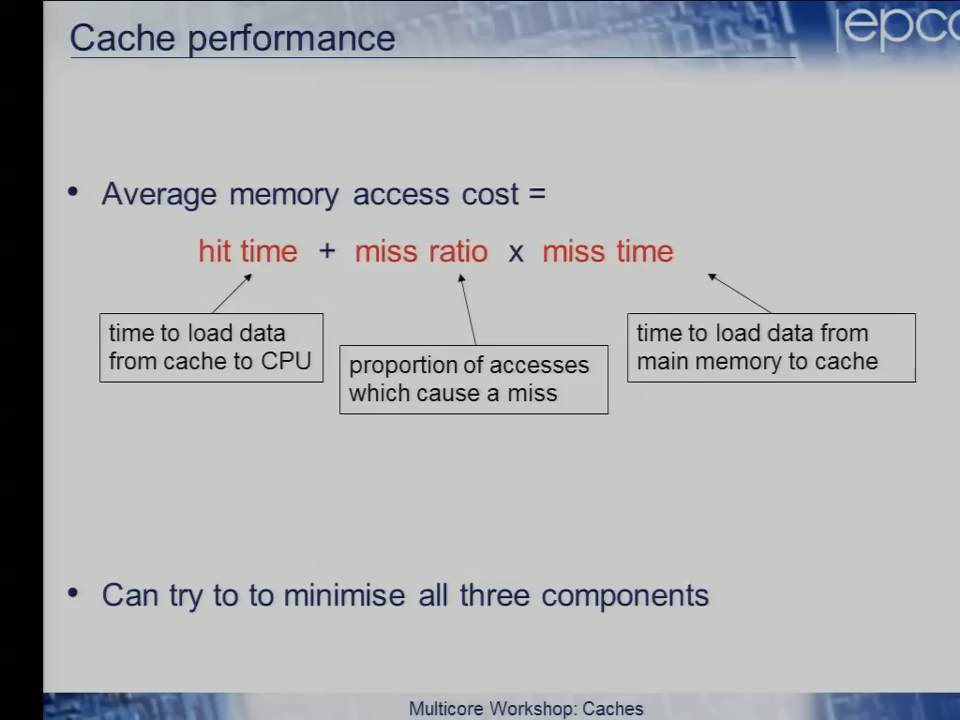 Cache performance
epcc
• Average memory access cost =
hit time + miss ratio x miss time
time to load data
from cache to CPU
proportion of accesses
which cause a miss
time to load data from
main memory to cache
• Can try to to minimise all three components
Multicore Workshop: Caches